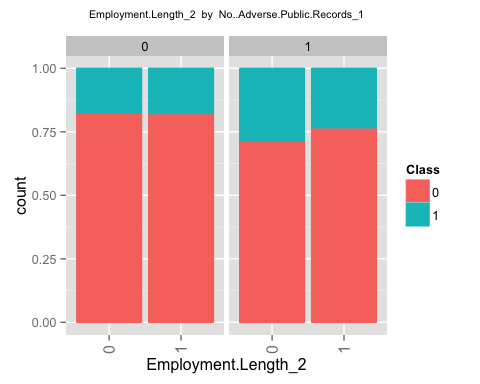 Employment.Length_2 by No..Adverse.Public.Records_1
0 1
1.00
0.75
0.50
0.25
0.00
count
0 1 0 1
Employment.Length_2
Class
0
1